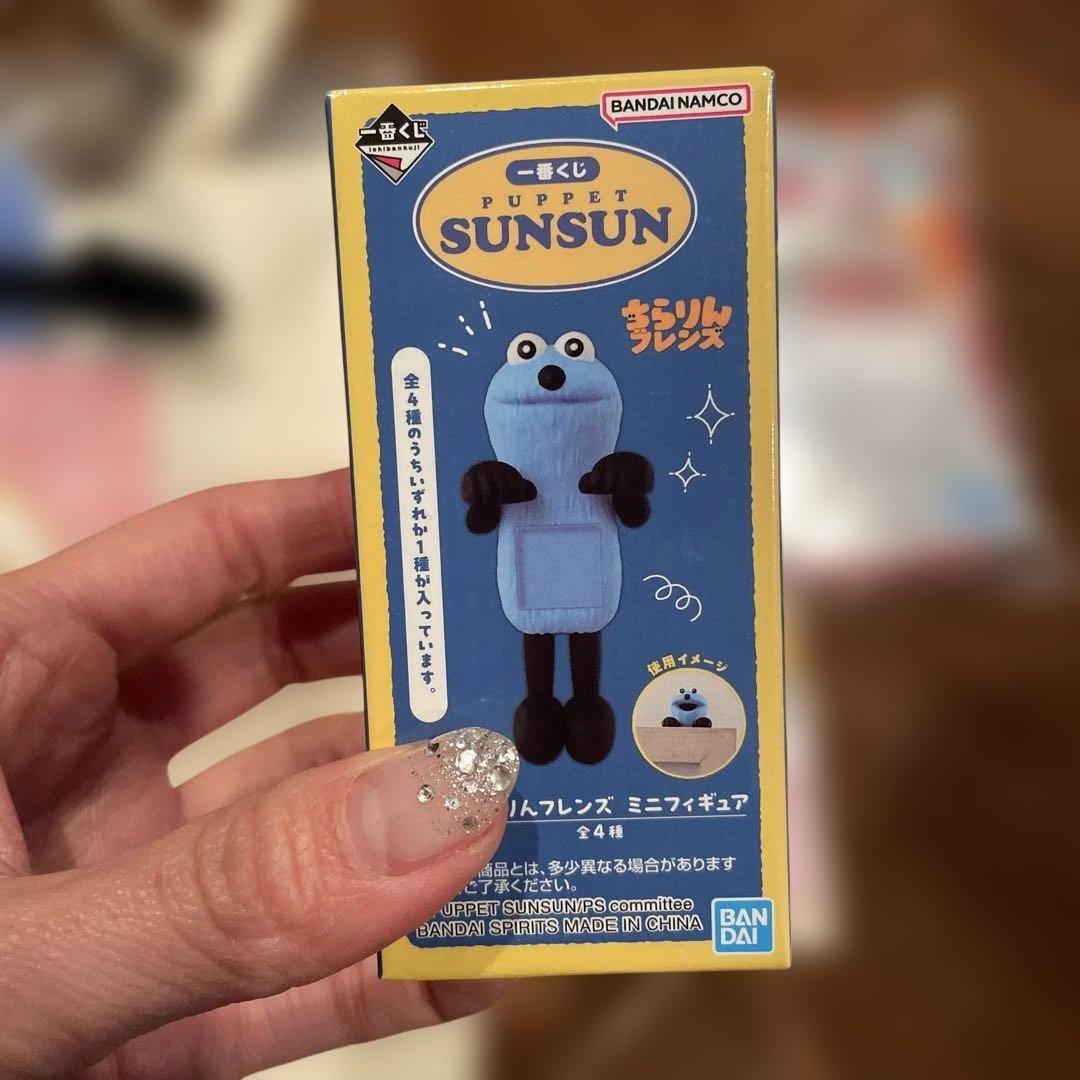 一番くじ
ichibankuji
BANDAI NAMCO
一番くじ
PUPPET
SUNSUN
ちらりん
フレンズ
全4種のうちいずれか1種が入っています。
使用イメージ
りんフレンズ ミニフィギュア
全4種
商品とは、多少異なる場合があります
ご了承ください。
PUPPET SUNSUN/PS committee
BANDAI SPIRITS MADE IN CHINA
BAN
DAI